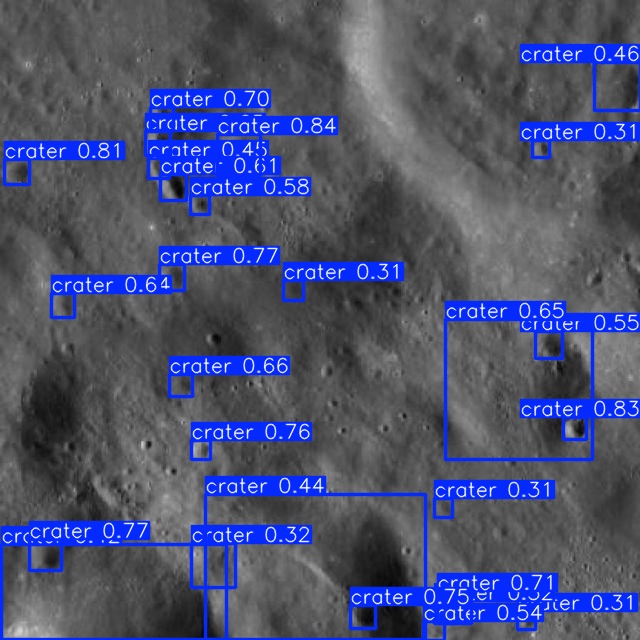 crater 0.46
crater 0.70
crater
crater 0.84
crater 0.31
crater 0.81
crater 0.45
crater 0.61
crater 0.58
crater 0.77
crater 0.31
crater 0.64
crater 0.65
crater 0.55
crater 0.66
crater 0.83
crater 0.76
crater 0.44
crater 0.31
crater 0.77
crater 0.32
crater 0.71
crater 0.75
0.31
crater 0.54